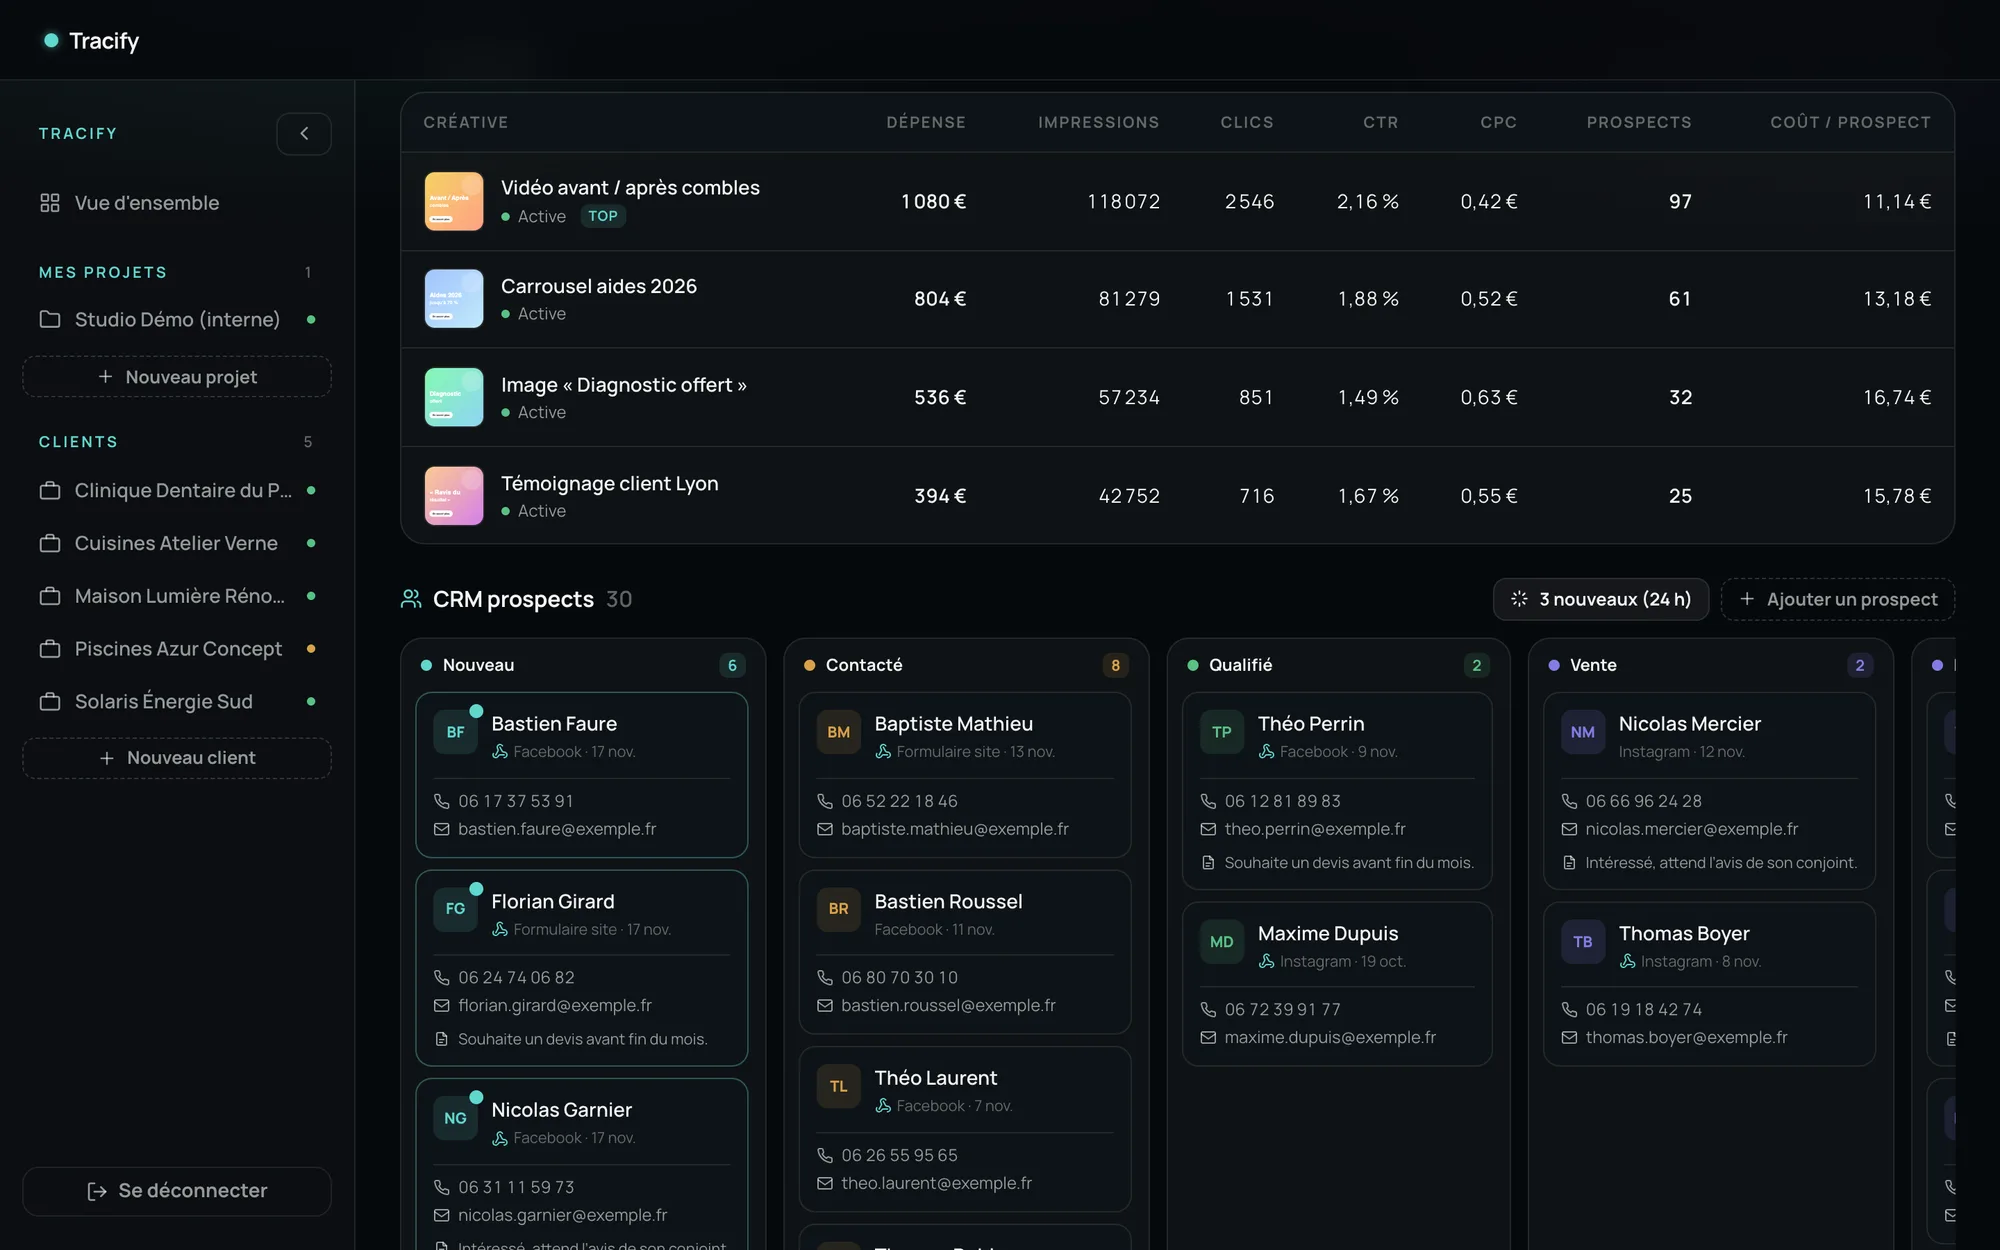 Tracify
TRACIFY
Vue d'ensemble
MES PROJETS 1
Studio Démo (interne)
+ Nouveau projet
CLIENTS 5
Clinique Dentaire du P...
Cuisines Atelier Verne
Maison Lumière Réno...
Piscines Azur Concept
Solaris Énergie Sud
+ Nouveau client
Se déconnecter
CRÉATIVE DÉPENSE IMPRESSIONS CLICS CTR CPC PROSPECTS COÛT / PROSPECT
Avant / Après
Vidéo avant / après combles
Active TOP
1 080 € 118 072 2 546 2,16 % 0,42 € 97 11,14 €
Aides 2026
Carrousel aides 2026
Active
804 € 81 279 1 531 1,88 % 0,52 € 61 13,18 €
Diagnostic
Image « Diagnostic offert »
Active
536 € 57 234 851 1,49 % 0,63 € 32 16,74 €
Témoignage client Lyon
Active
394 € 42 752 716 1,67 % 0,55 € 25 15,78 €
CRM prospects 30
3 nouveaux (24 h)
+ Ajouter un prospect
Nouveau 6
BF Bastien Faure
Facebook · 17 nov.
06 17 37 53 91
bastien.faure@exemple.fr
FG Florian Girard
Formulaire site · 17 nov.
06 24 74 06 82
florian.girard@exemple.fr
Souhaite un devis avant fin du mois.
NG Nicolas Garnier
Facebook · 17 nov.
06 31 11 59 73
nicolas.garnier@exemple.fr
Intéressé, attend l'avis de son conjoint.
Contacté 8
BM Baptiste Mathieu
Formulaire site · 13 nov.
06 52 22 18 46
baptiste.mathieu@exemple.fr
BR Bastien Roussel
Facebook · 11 nov.
06 80 70 30 10
bastien.roussel@exemple.fr
TL Théo Laurent
Facebook · 7 nov.
06 26 55 95 65
theo.laurent@exemple.fr
Qualifié 2
TP Théo Perrin
Facebook · 9 nov.
06 12 81 89 83
theo.perrin@exemple.fr
Souhaite un devis avant fin du mois.
MD Maxime Dupuis
Instagram · 19 oct.
06 72 39 91 77
maxime.dupuis@exemple.fr
Vente 2
NM Nicolas Mercier
Instagram · 12 nov.
06 66 96 24 28
nicolas.mercier@exemple.fr
Intéressé, attend l'avis de son conjoint.
TB Thomas Boyer
Instagram · 8 nov.
06 19 18 42 74
thomas.boyer@exemple.fr